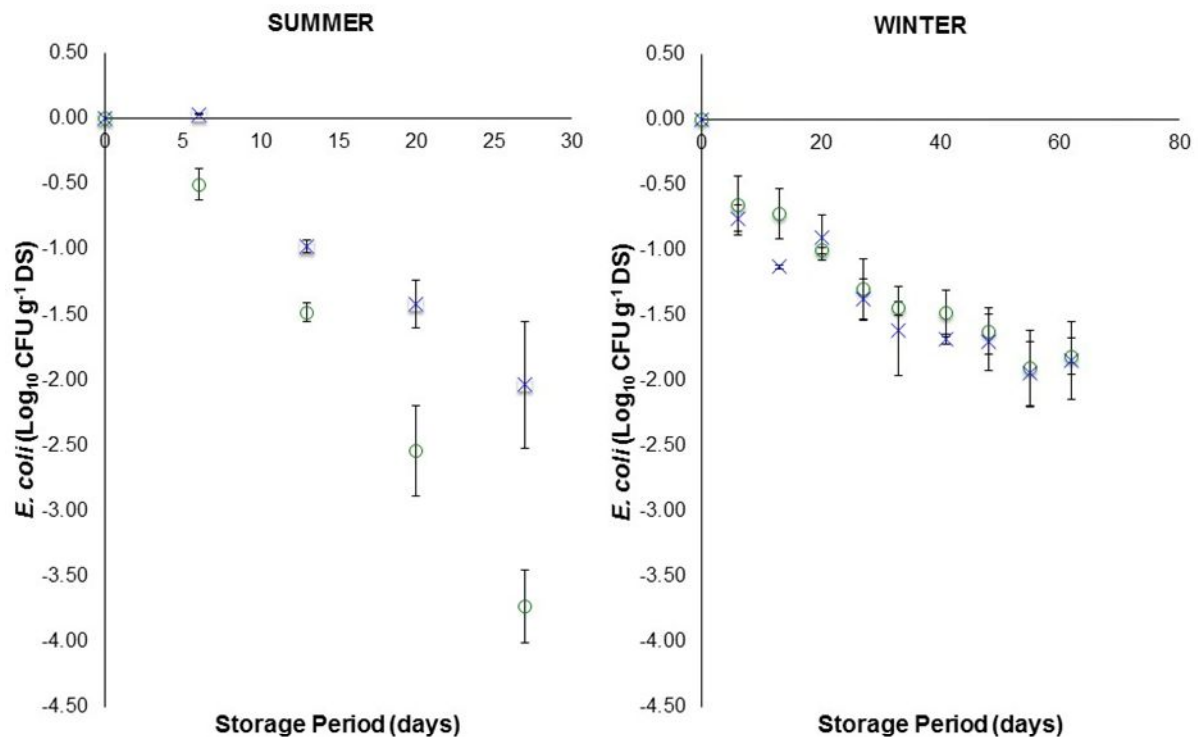 SUMMER
0.50
0.00
0 5 10 15 20 25 30
-0.50
-1.00
-1.50
-2.00
-2.50
-3.00
-3.50
-4.00
-4.50
E. coli (Log₁₀ CFU g⁻¹ DS)
Storage Period (days)
WINTER
0.50
0.00
0 20 40 60 80
-0.50
-1.00
-1.50
-2.00
-2.50
-3.00
-3.50
-4.00
-4.50
E. coli (Log₁₀ CFU g⁻¹ DS)
Storage Period (days)